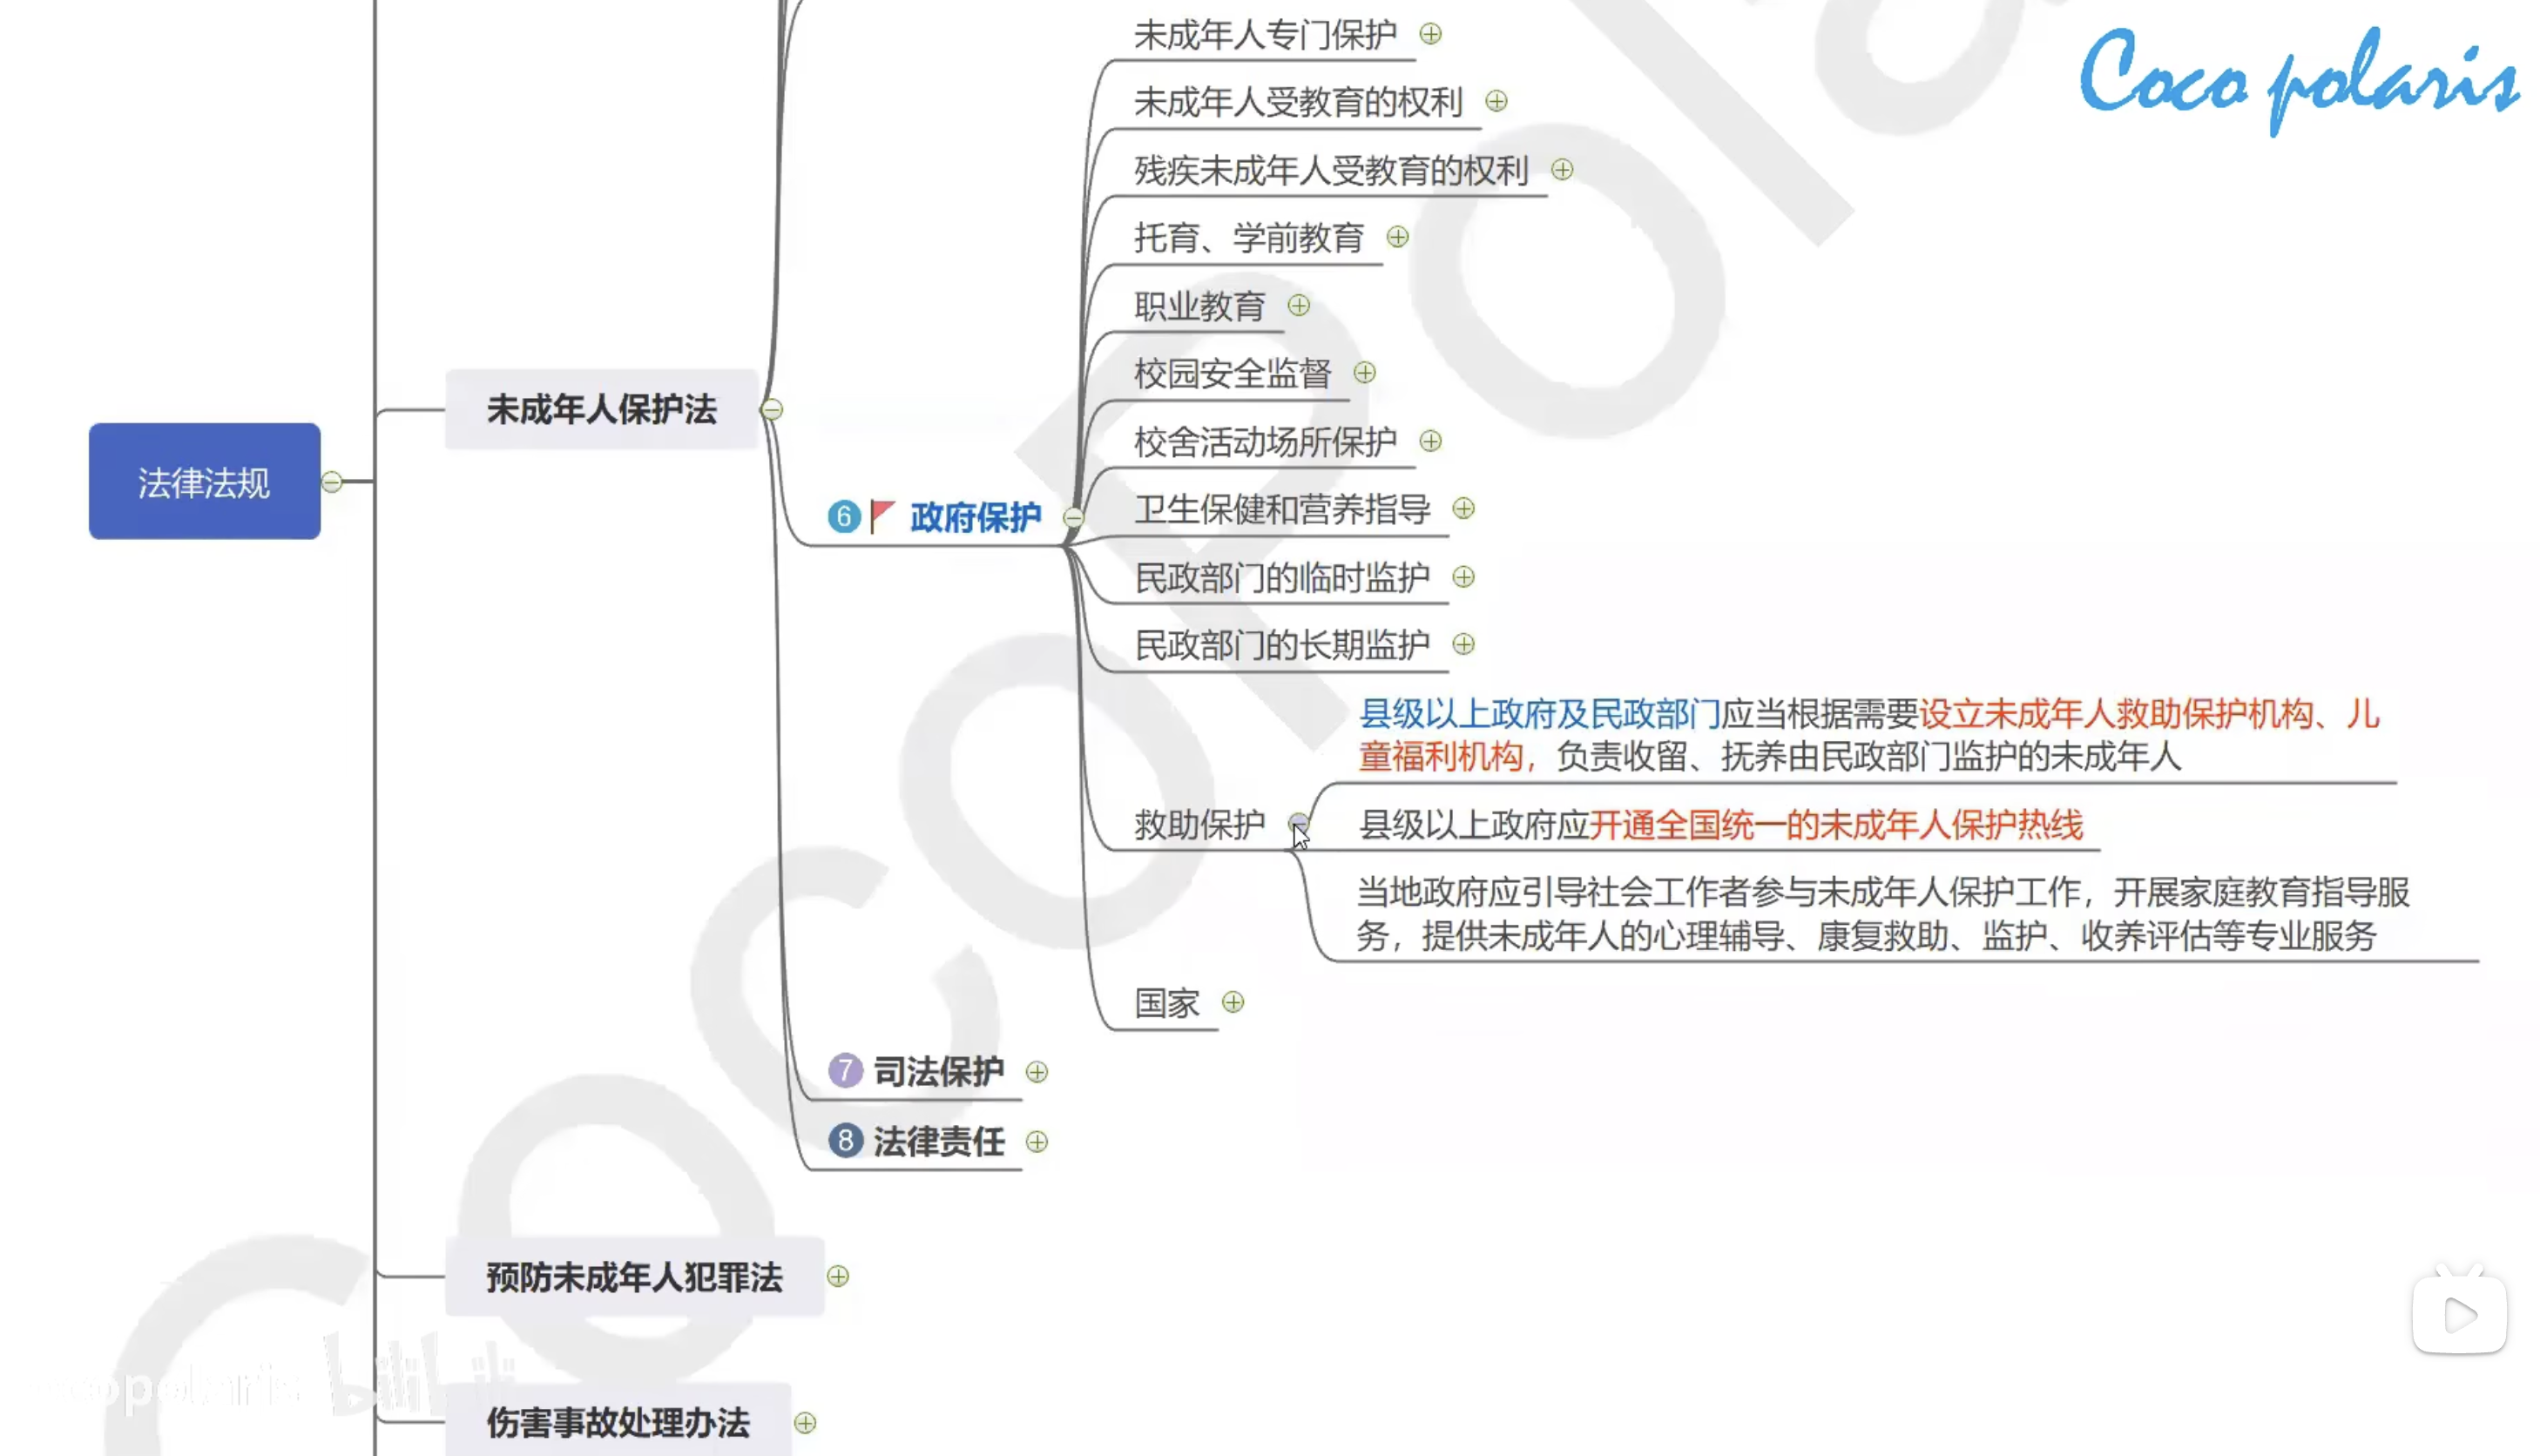 Coco polaris
法律法规
未成年人保护法
6 政府保护
未成年人专门保护
未成年人受教育的权利
残疾未成年人受教育的权利
托育、学前教育
职业教育
校园安全监督
校舍活动场所保护
卫生保健和营养指导
民政部门的临时监护
民政部门的长期监护
救助保护
县级以上政府及民政部门应当根据需要设立未成年人救助保护机构、儿
童福利机构，负责收留、抚养由民政部门监护的未成年人
县级以上政府应开通全国统一的未成年人保护热线
当地政府应引导社会工作者参与未成年人保护工作，开展家庭教育指导服
务，提供未成年人的心理辅导、康复救助、监护、收养评估等专业服务
国家
7 司法保护
8 法律责任
预防未成年人犯罪法
伤害事故处理办法